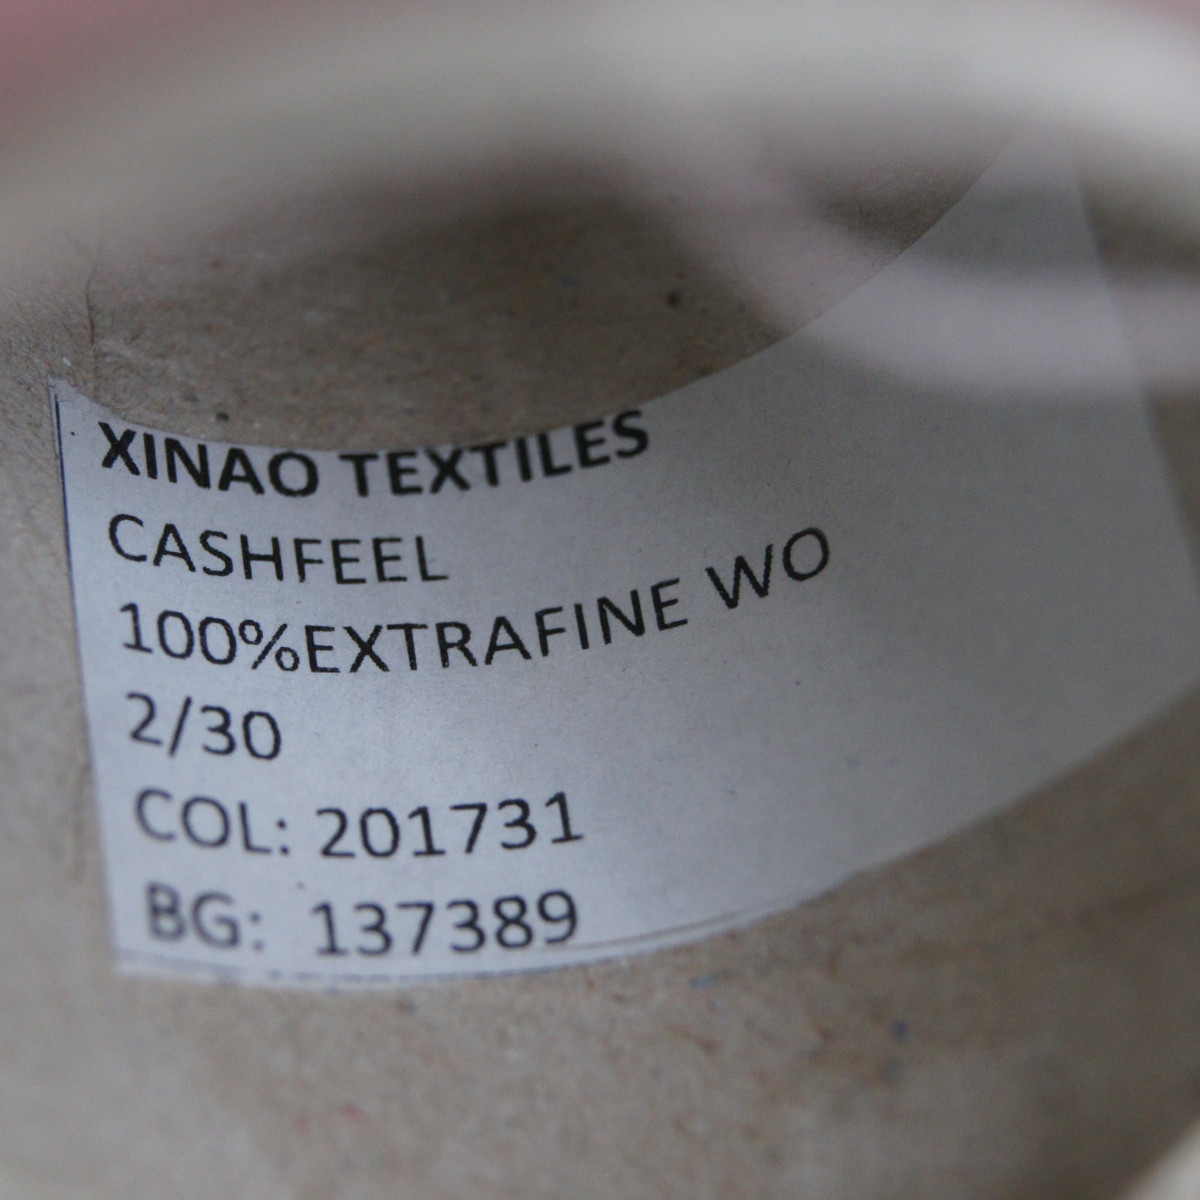 XINAO TEXTILES
CASHFEEL
100%EXTRAFINE WO
2/30
COL: 201731
BG: 137389